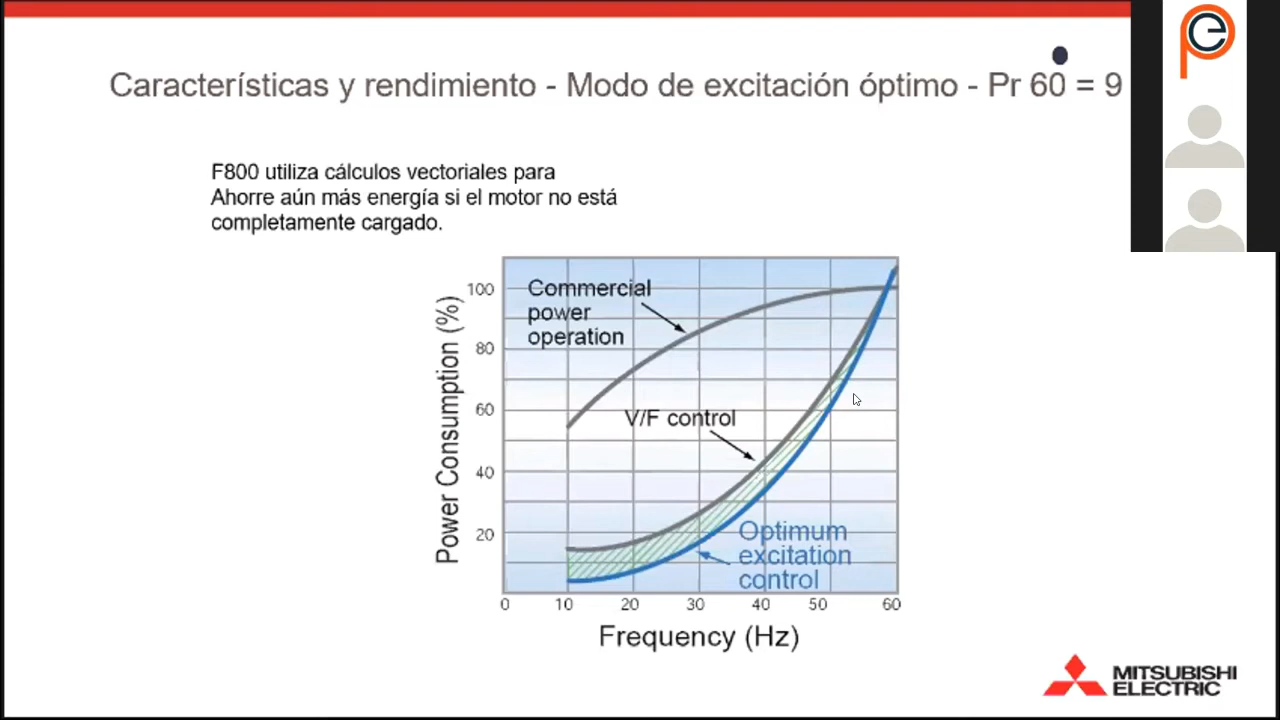 Características y rendimiento - Modo de excitación óptimo - Pr 60 = 9
F800 utiliza cálculos vectoriales para
Ahorre aún más energía si el motor no está
completamente cargado.
Power Consumption (%)
100
80
60
40
20
Commercial
power
operation
V/F control
Optimum
excitation
control
0 10 20 30 40 50 60
Frequency (Hz)
MITSUBISHI
ELECTRIC